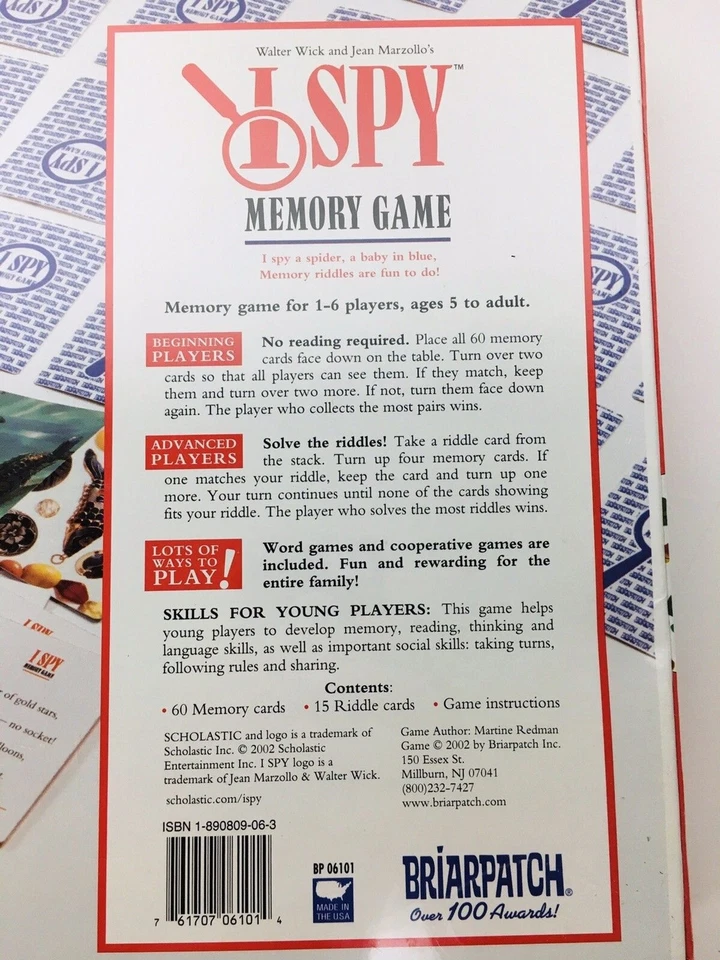 Walter Wick and Jean Marzollo's
I SPY™
MEMORY GAME
I spy a spider, a baby in blue,
Memory riddles are fun to do!
Memory game for 1-6 players, ages 5 to adult.
BEGINNING
PLAYERS
No reading required. Place all 60 memory
cards face down on the table. Turn over two
cards so that all players can see them. If they match, keep
them and turn over two more. If not, turn them face down
again. The player who collects the most pairs wins.
ADVANCED
PLAYERS
Solve the riddles! Take a riddle card from
the stack. Turn up four memory cards. If
one matches your riddle, keep the card and turn up one
more. Your turn continues until none of the cards showing
fits your riddle. The player who solves the most riddles wins.
LOTS OF
WAYS TO
PLAY!
Word games and cooperative games are
included. Fun and rewarding for the
entire family!
SKILLS FOR YOUNG PLAYERS: This game helps
young players to develop memory, reading, thinking and
language skills, as well as important social skills: taking turns,
following rules and sharing.
Contents:
• 60 Memory cards • 15 Riddle cards • Game instructions
SCHOLASTIC and logo is a trademark of
Scholastic Inc. © 2002 Scholastic
Entertainment Inc. I SPY logo is a
trademark of Jean Marzollo & Walter Wick.
scholastic.com/ispy
Game Author: Martine Redman
Game © 2002 by Briarpatch Inc.
150 Essex St.
Millburn, NJ 07041
(800)232-7427
www.briarpatch.com
ISBN 1-890809-06-3
7 61707 06101 4
BP 06101
MADE IN
THE USA
BRIARPATCH®
Over 100 Awards!
I SPY
I SPY
I SPY
I SPY
I SPY
MEMORY GAME
of gold stars,
no socket!